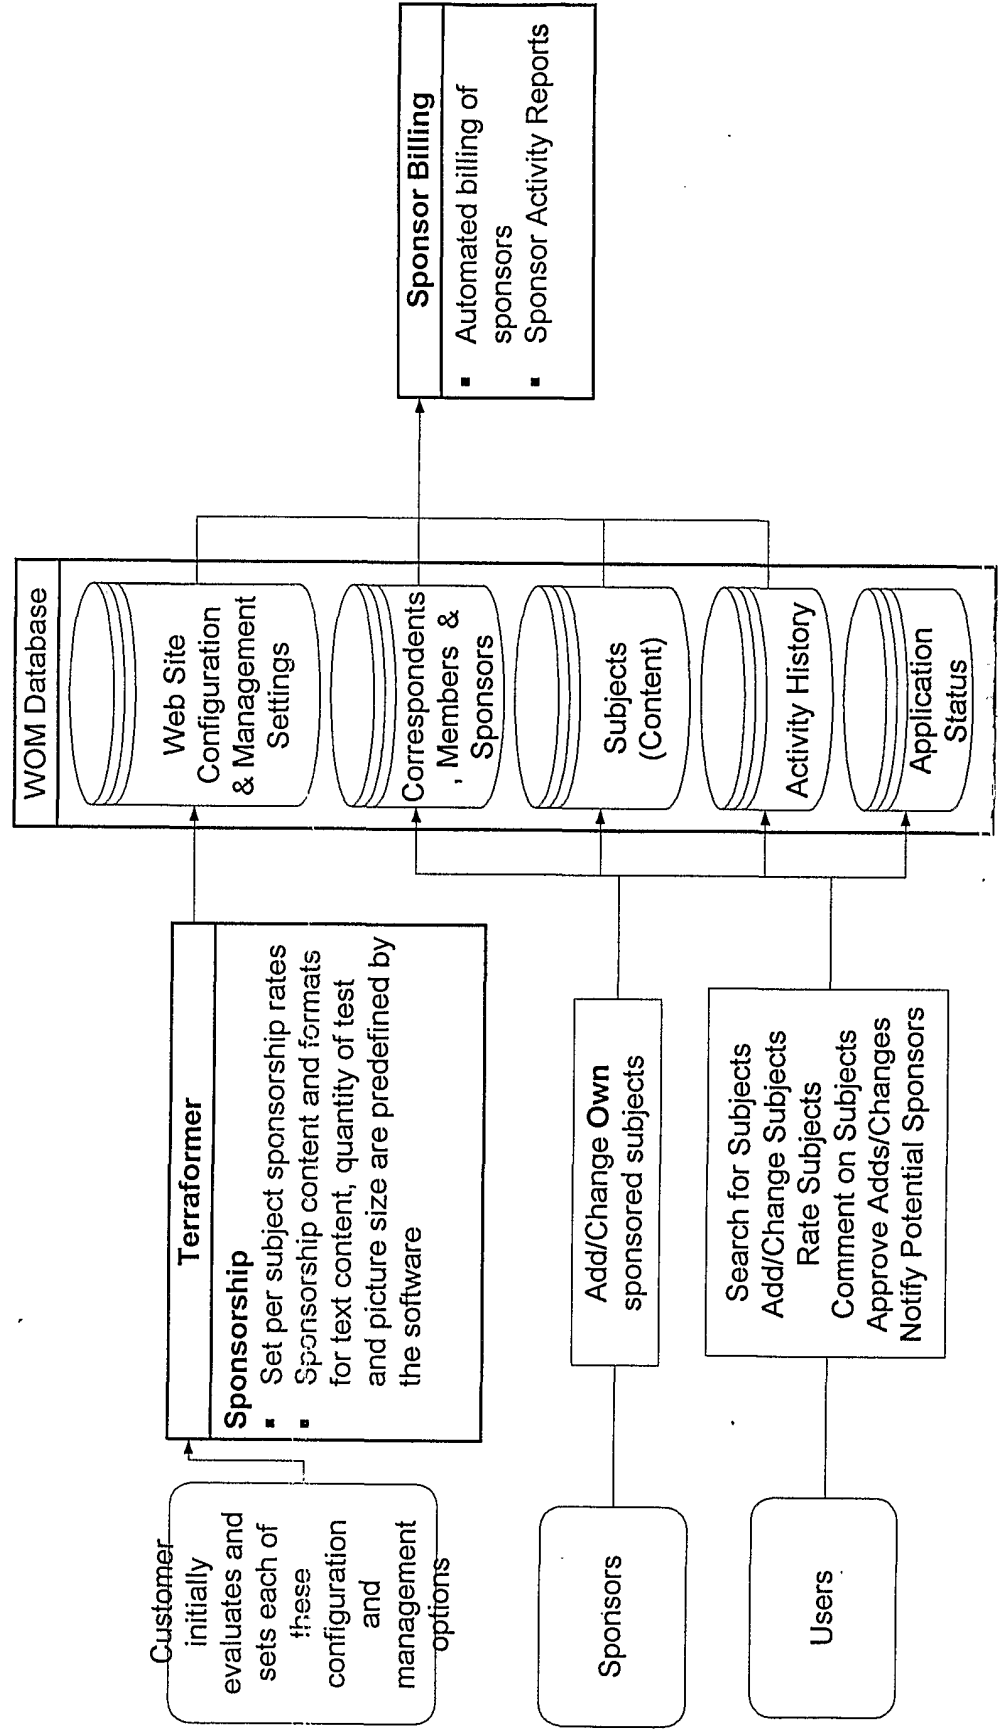 Customer
initially
evaluates and
sets each of
these
configuration
and
management
options
Terraformer
Sponsorship
▪ Set per subject sponsorship rates
▪ Sponsorship content and formats
for text content, quantity of test
and picture size are predefined by
the software
Sponsors
Add/Change Own
sponsored subjects
Users
Search for Subjects
Add/Change Subjects
Rate Subjects
Comment on Subjects
Approve Adds/Changes
Notify Potential Sponsors
WOM Database
Web Site
Configuration
& Management
Settings
Correspondents
, Members &
Sponsors
Subjects
(Content)
Activity History
Application
Status
Sponsor Billing
▪ Automated billing of
sponsors
▪ Sponsor Activity Reports